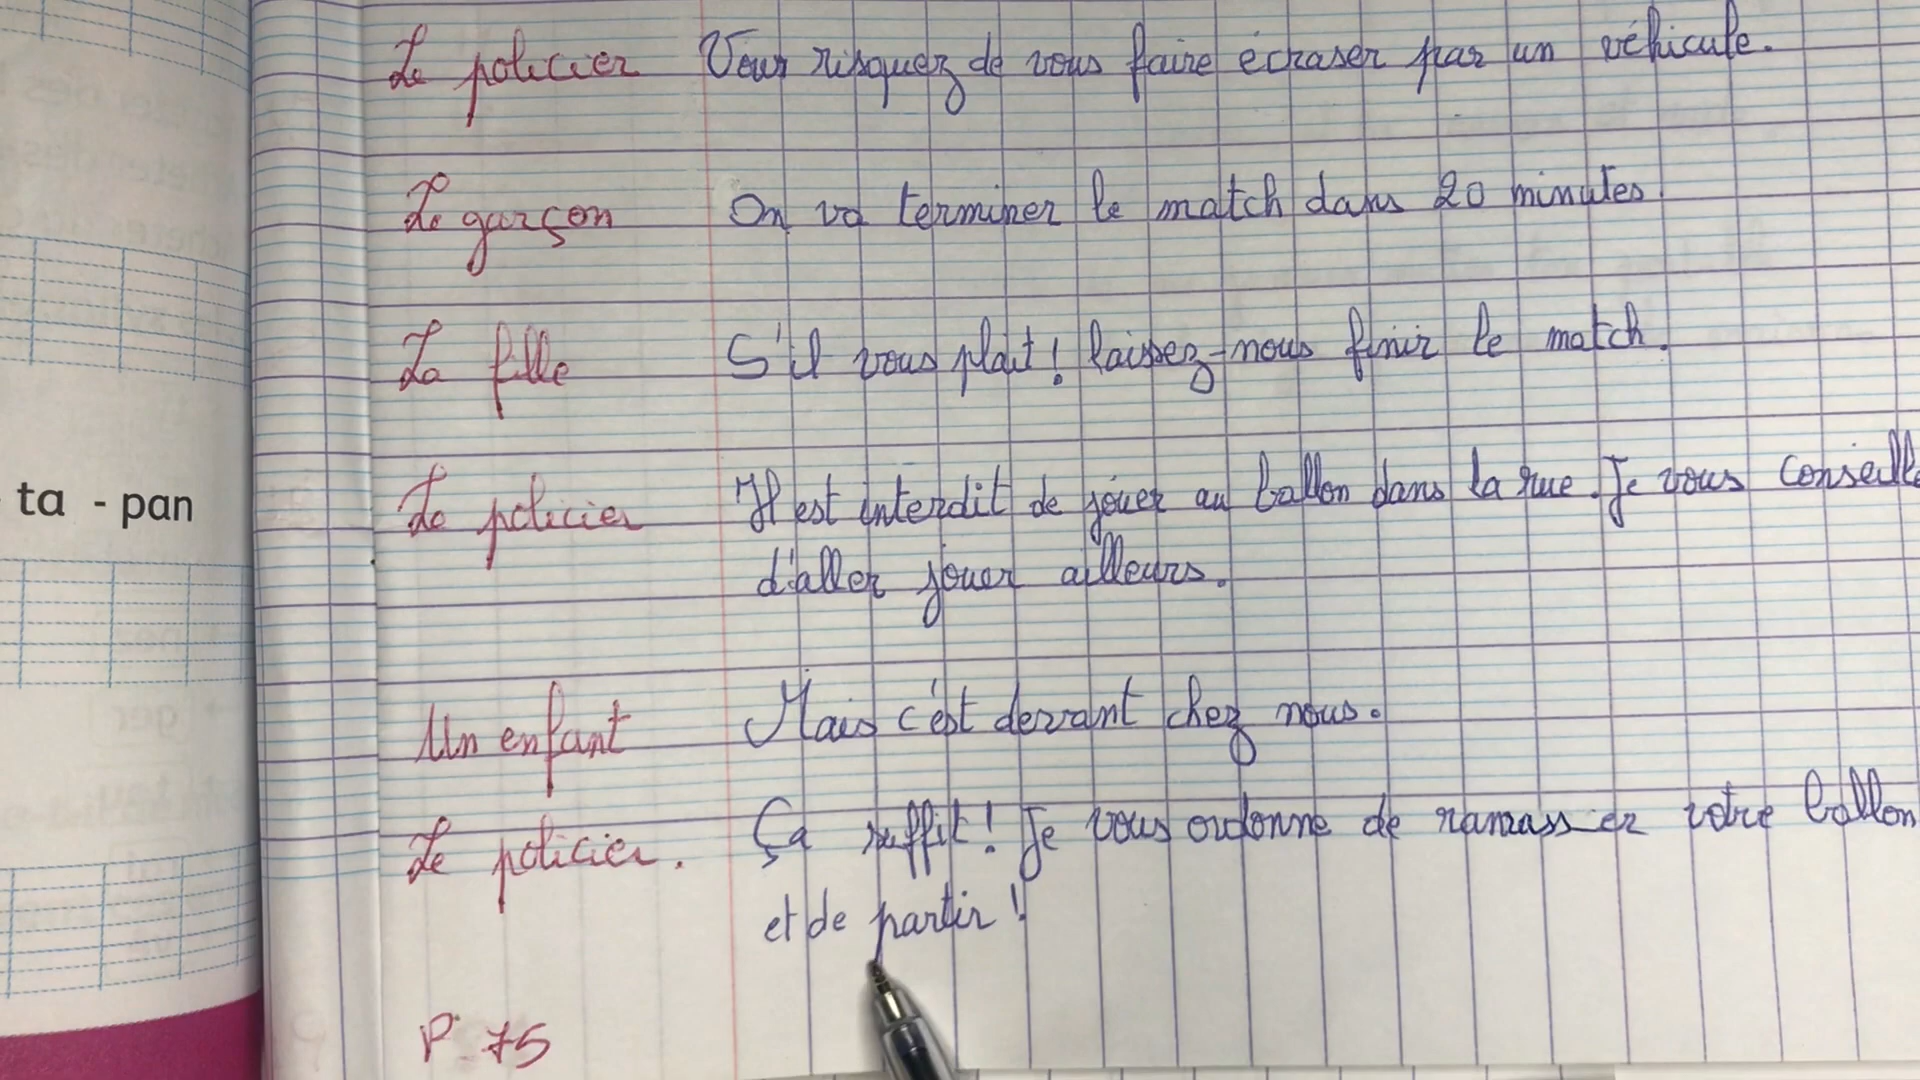 Le policier Vous risquez de vous faire écraser par un véhicule.
Le garçon On va terminer le match dans 20 minutes.
La fille S'il vous plait! laissez-nous finir le match.
ta - pan
Le policier Il est interdit de jouer au ballon dans la rue. Je vous conseille
d'aller jouer ailleurs.
Un enfant Mais c'est devant chez nous.
Le policier. Ça suffit! Je vous ordonne de ramasser votre ballon
et de partir!
P. 75